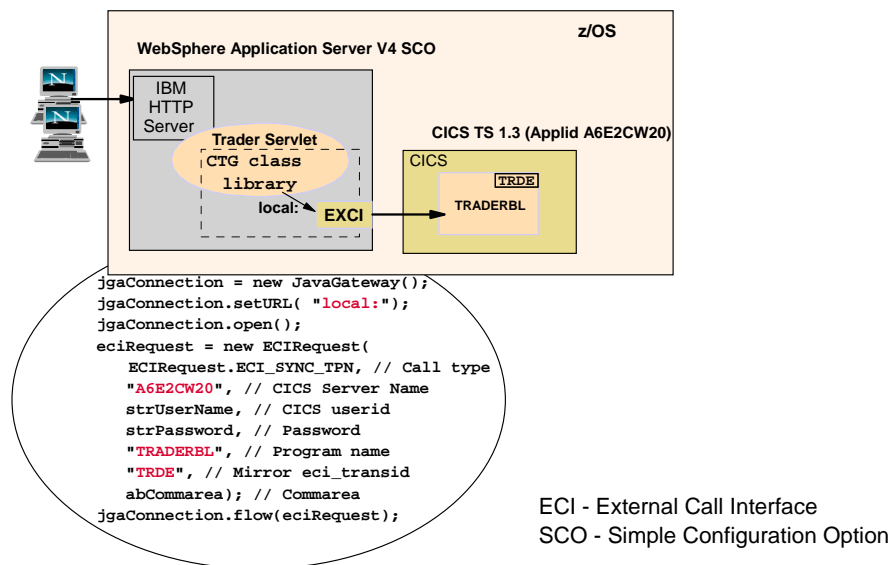 z/OS
WebSphere Application Server V4 SCO
N
N
IBM
HTTP
Server
Trader Servlet
CTG class
library
local:
EXCI
CICS TS 1.3 (Applid A6E2CW20)
CICS
TRDE
TRADERBL
jgaConnection = new JavaGateway();
jgaConnection.setURL( "local:");
jgaConnection.open();
eciRequest = new ECIRequest(
ECIRequest.ECI_SYNC_TPN, // Call type
"A6E2CW20", // CICS Server Name
strUserName, // CICS userid
strPassword, // Password
"TRADERBL", // Program name
"TRDE", // Mirror eci_transid
abCommarea); // Commarea
jgaConnection.flow(eciRequest);
ECI - External Call Interface
SCO - Simple Configuration Option